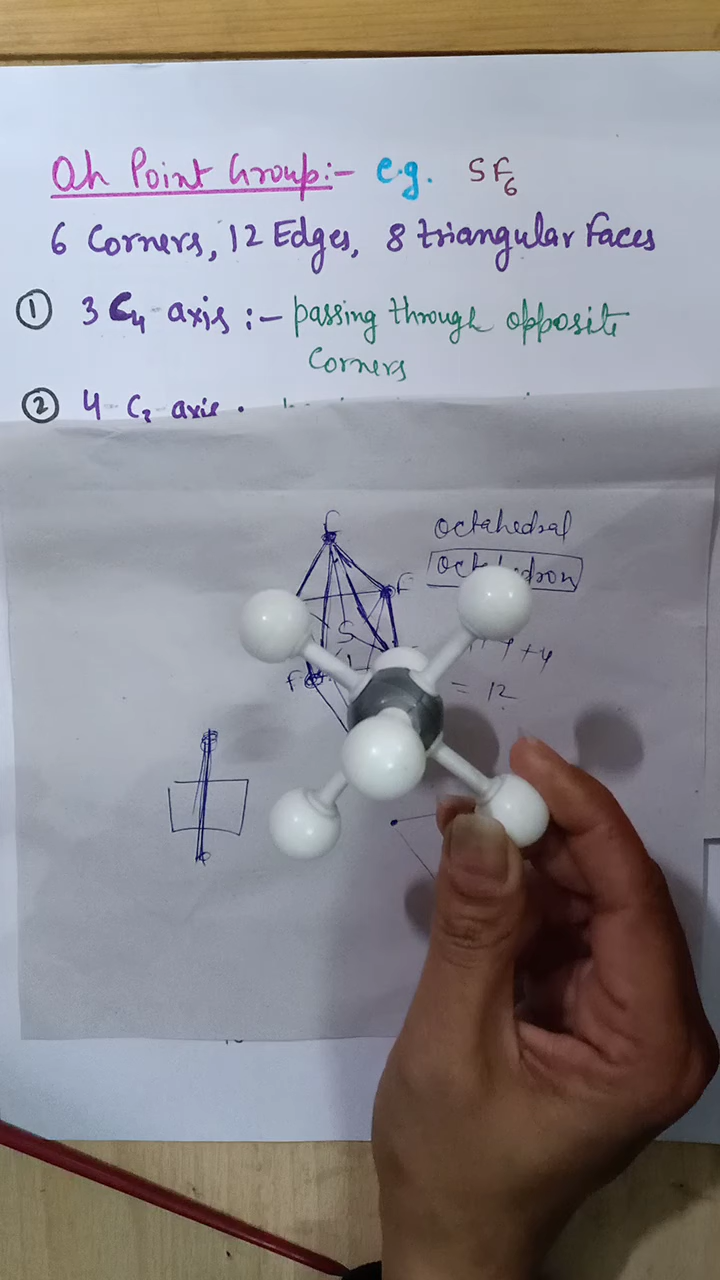 Oh Point Group:- e.g. SF6
6 Corners, 12 Edges, 8 triangular faces
① 3 C4 axis :- passing through opposite
Corners
② 4 C3 axis
octahedral
F
F
S
F
+4
= 12